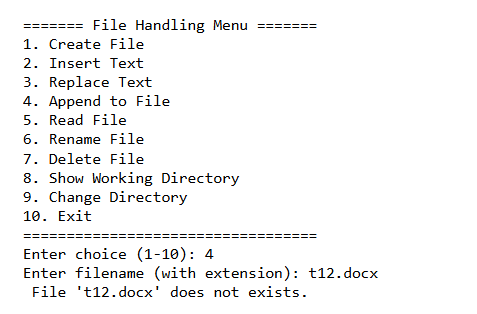 ======= File Handling Menu =======
1. Create File
2. Insert Text
3. Replace Text
4. Append to File
5. Read File
6. Rename File
7. Delete File
8. Show Working Directory
9. Change Directory
10. Exit
==================================
Enter choice (1-10): 4
Enter filename (with extension): t12.docx
 File 't12.docx' does not exists.